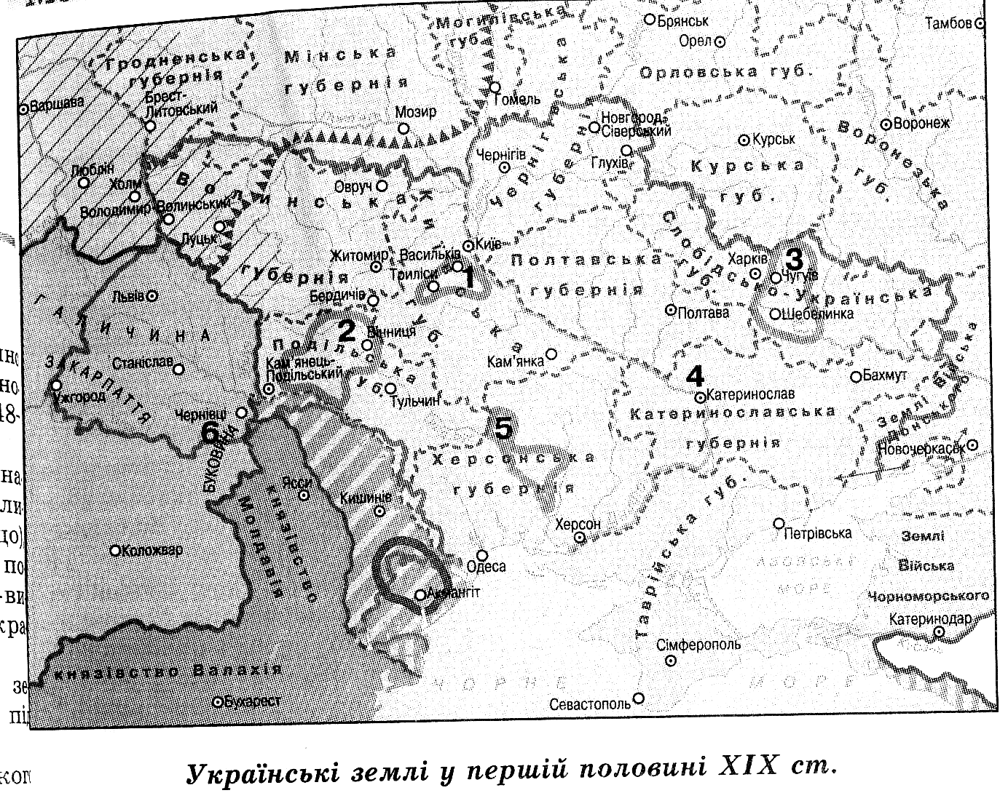 Гродненська
губернія
Мінська
губернія
Могилівська
губ.
Брянськ
Орел
Тамбов
Орловська губ.
Варшава
Брест-
Литовський
Мозир
Гомель
Новгород-
Сіверський
Воронеж
Курськ
Воронезька
губ.
Чернігів
Глухів
Чернігівська
губернія
Курська
губ.
Люблін
Холм
Овруч
Волинська
губернія
Володимир-Волинський
Луцьк
Київ
Житомир
Васильків
Триліси
1
Київська
губ.
Полтавська
губернія
Слобідсько-Українська
губ.
Харків
3
Чугуїв
Бердичів
Львів
ГАЛИЧИНА
2
Вінниця
Полтава
Шебелинка
Подільська
губ.
ЗАКАРПАТТЯ
Станіслав
Кам'янець-
Подільський
Кам'янка
4
Бахмут
Ужгород
Тульчин
Катеринослав
Землі Війська
Донського
Чернівці
6
БУКОВИНА
5
Катеринославська
губернія
Новочеркаськ
Херсонська
губернія
Ясси
Князівство
Молдавія
Кишинів
Таврійська губ.
Херсон
Петрівська
Коложвар
Одеса
АЗОВСЬКЕ
МОРЕ
Землі
Війська
Чорноморського
Акмангіт
Катеринодар
Сімферополь
князівство Валахія
Бухарест
Севастополь
ЧОРНЕ МОРЕ
Українські землі у першій половині XIX ст.